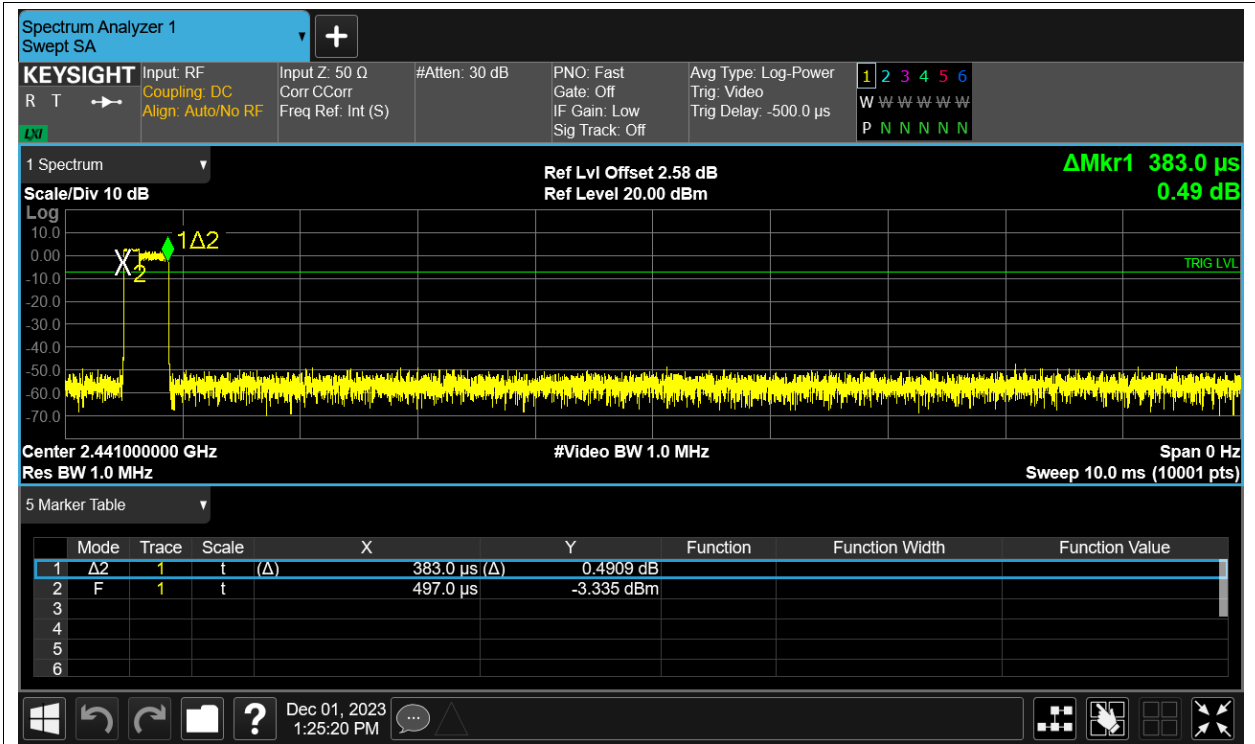 Spectrum Analyzer 1
Swept SA
KEYSIGHT Input: RF Input Z: 50 Ω #Atten: 30 dB PNO: Fast Avg Type: Log-Power 1 2 3 4 5 6
R T Coupling: DC Corr CCorr Gate: Off Trig: Video
Align: Auto/No RF Freq Ref: Int (S) IF Gain: Low Trig Delay: -500.0 µs W W W W W W
LXI Sig Track: Off P N N N N N
1 Spectrum Ref Lvl Offset 2.58 dB ΔMkr1 383.0 µs
Scale/Div 10 dB Ref Level 20.00 dBm 0.49 dB
Log
10.0 1Δ2
0.00 X
2
TRIG LVL
-10.0
-20.0
-30.0
-40.0
-50.0
-60.0
-70.0
Center 2.441000000 GHz #Video BW 1.0 MHz Span 0 Hz
Res BW 1.0 MHz Sweep 10.0 ms (10001 pts)
5 Marker Table
Mode Trace Scale X Y Function Function Width Function Value
1 Δ2 1 t (Δ) 383.0 µs (Δ) 0.4909 dB
2 F 1 t 497.0 µs -3.335 dBm
3
4
5
6
? Dec 01, 2023
1:25:20 PM